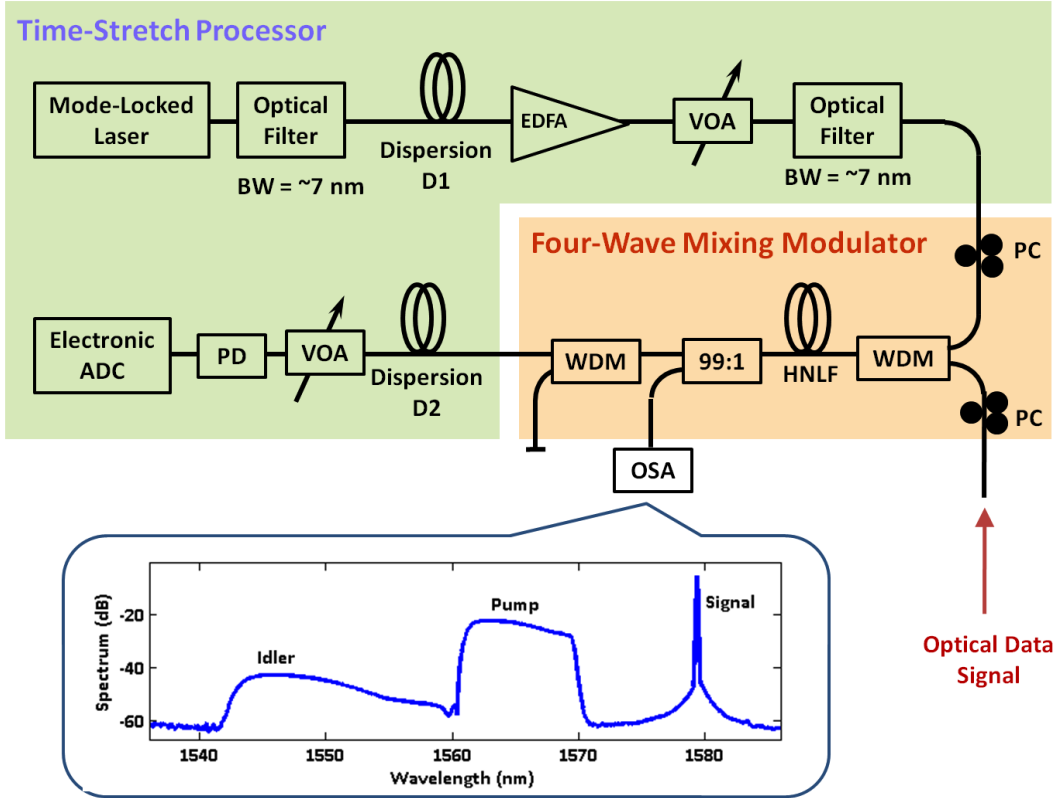 Time-Stretch Processor
Mode-Locked
Laser
Optical
Filter
BW = ~7 nm
Dispersion
D1
EDFA
VOA
Optical
Filter
BW = ~7 nm
Four-Wave Mixing Modulator
PC
Electronic
ADC
PD
VOA
Dispersion
D2
WDM
99:1
HNLF
WDM
PC
OSA
Optical Data
Signal
Spectrum (dB)
-20
-40
-60
Idler
Pump
Signal
1540
1550
1560
1570
1580
Wavelength (nm)